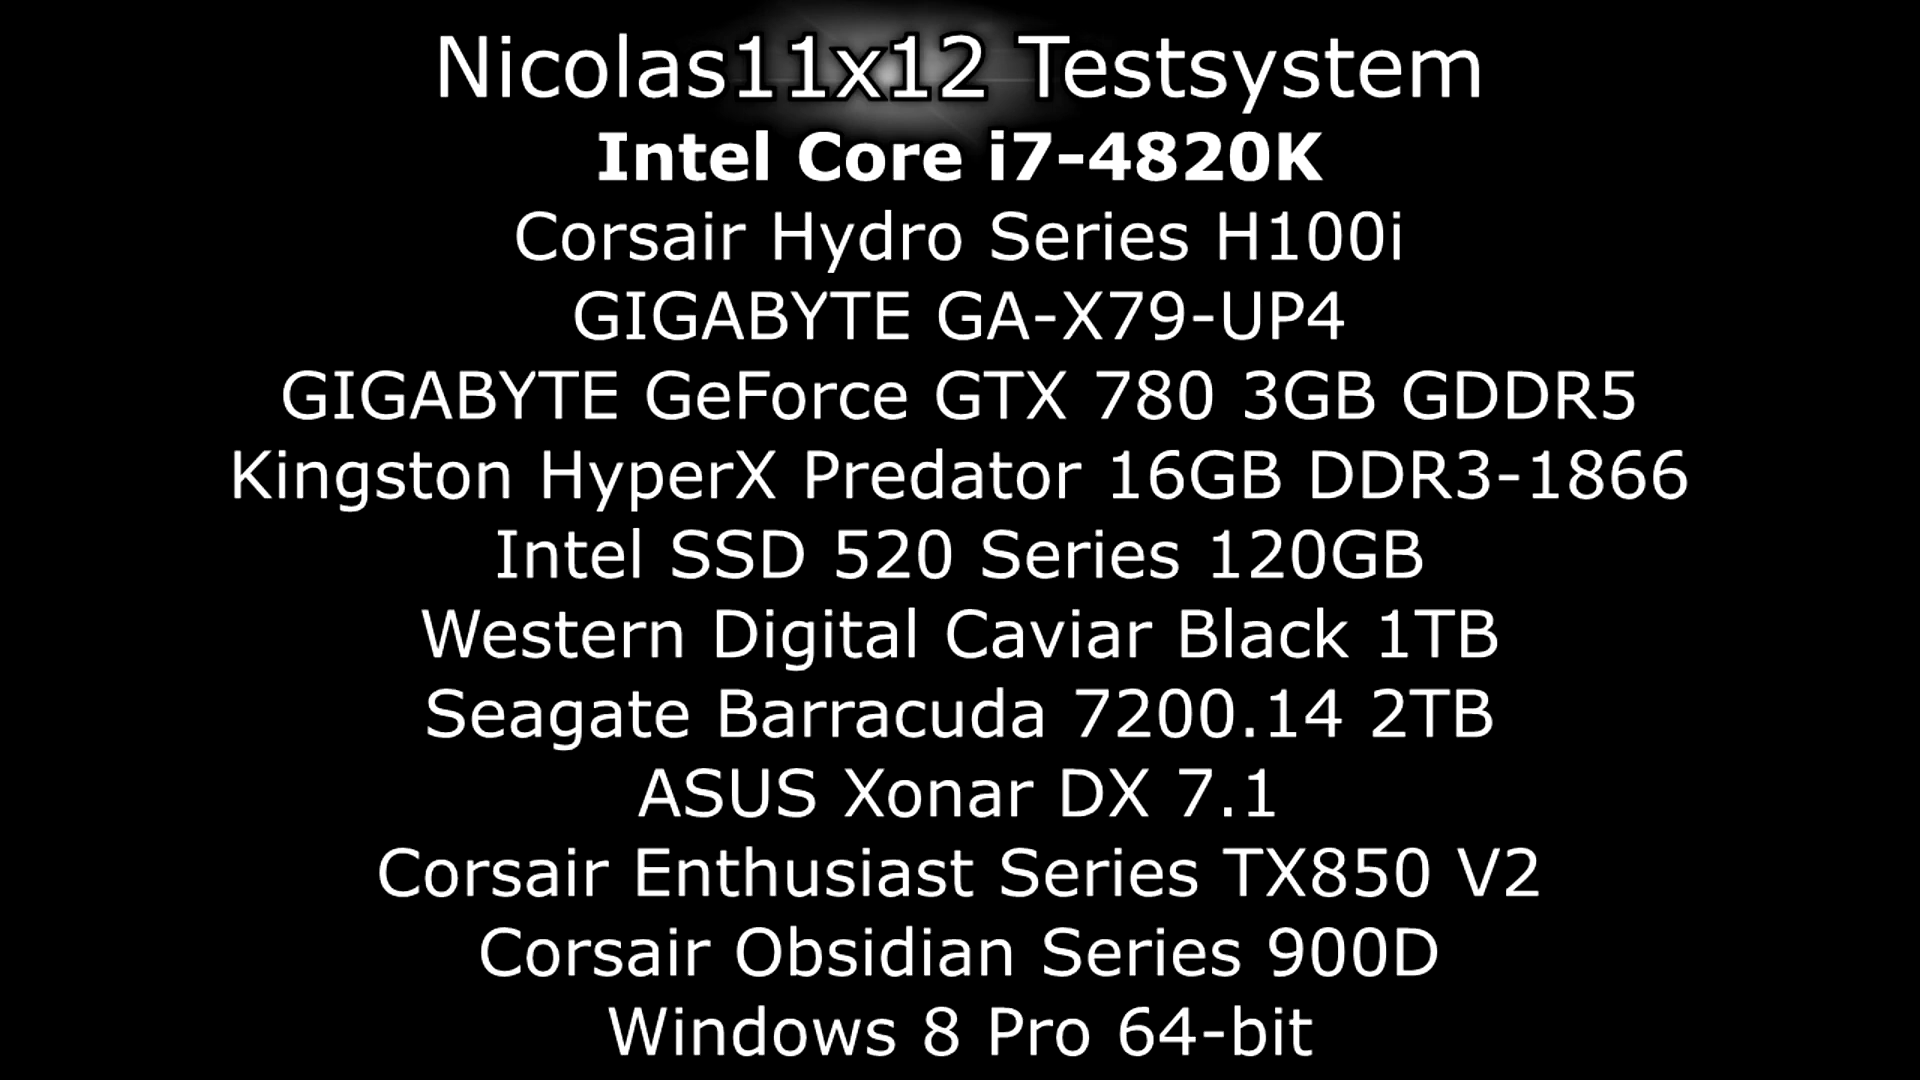 Nicolas11x12 Testsystem
Intel Core i7-4820K
Corsair Hydro Series H100i
GIGABYTE GA-X79-UP4
GIGABYTE GeForce GTX 780 3GB GDDR5
Kingston HyperX Predator 16GB DDR3-1866
Intel SSD 520 Series 120GB
Western Digital Caviar Black 1TB
Seagate Barracuda 7200.14 2TB
ASUS Xonar DX 7.1
Corsair Enthusiast Series TX850 V2
Corsair Obsidian Series 900D
Windows 8 Pro 64-bit